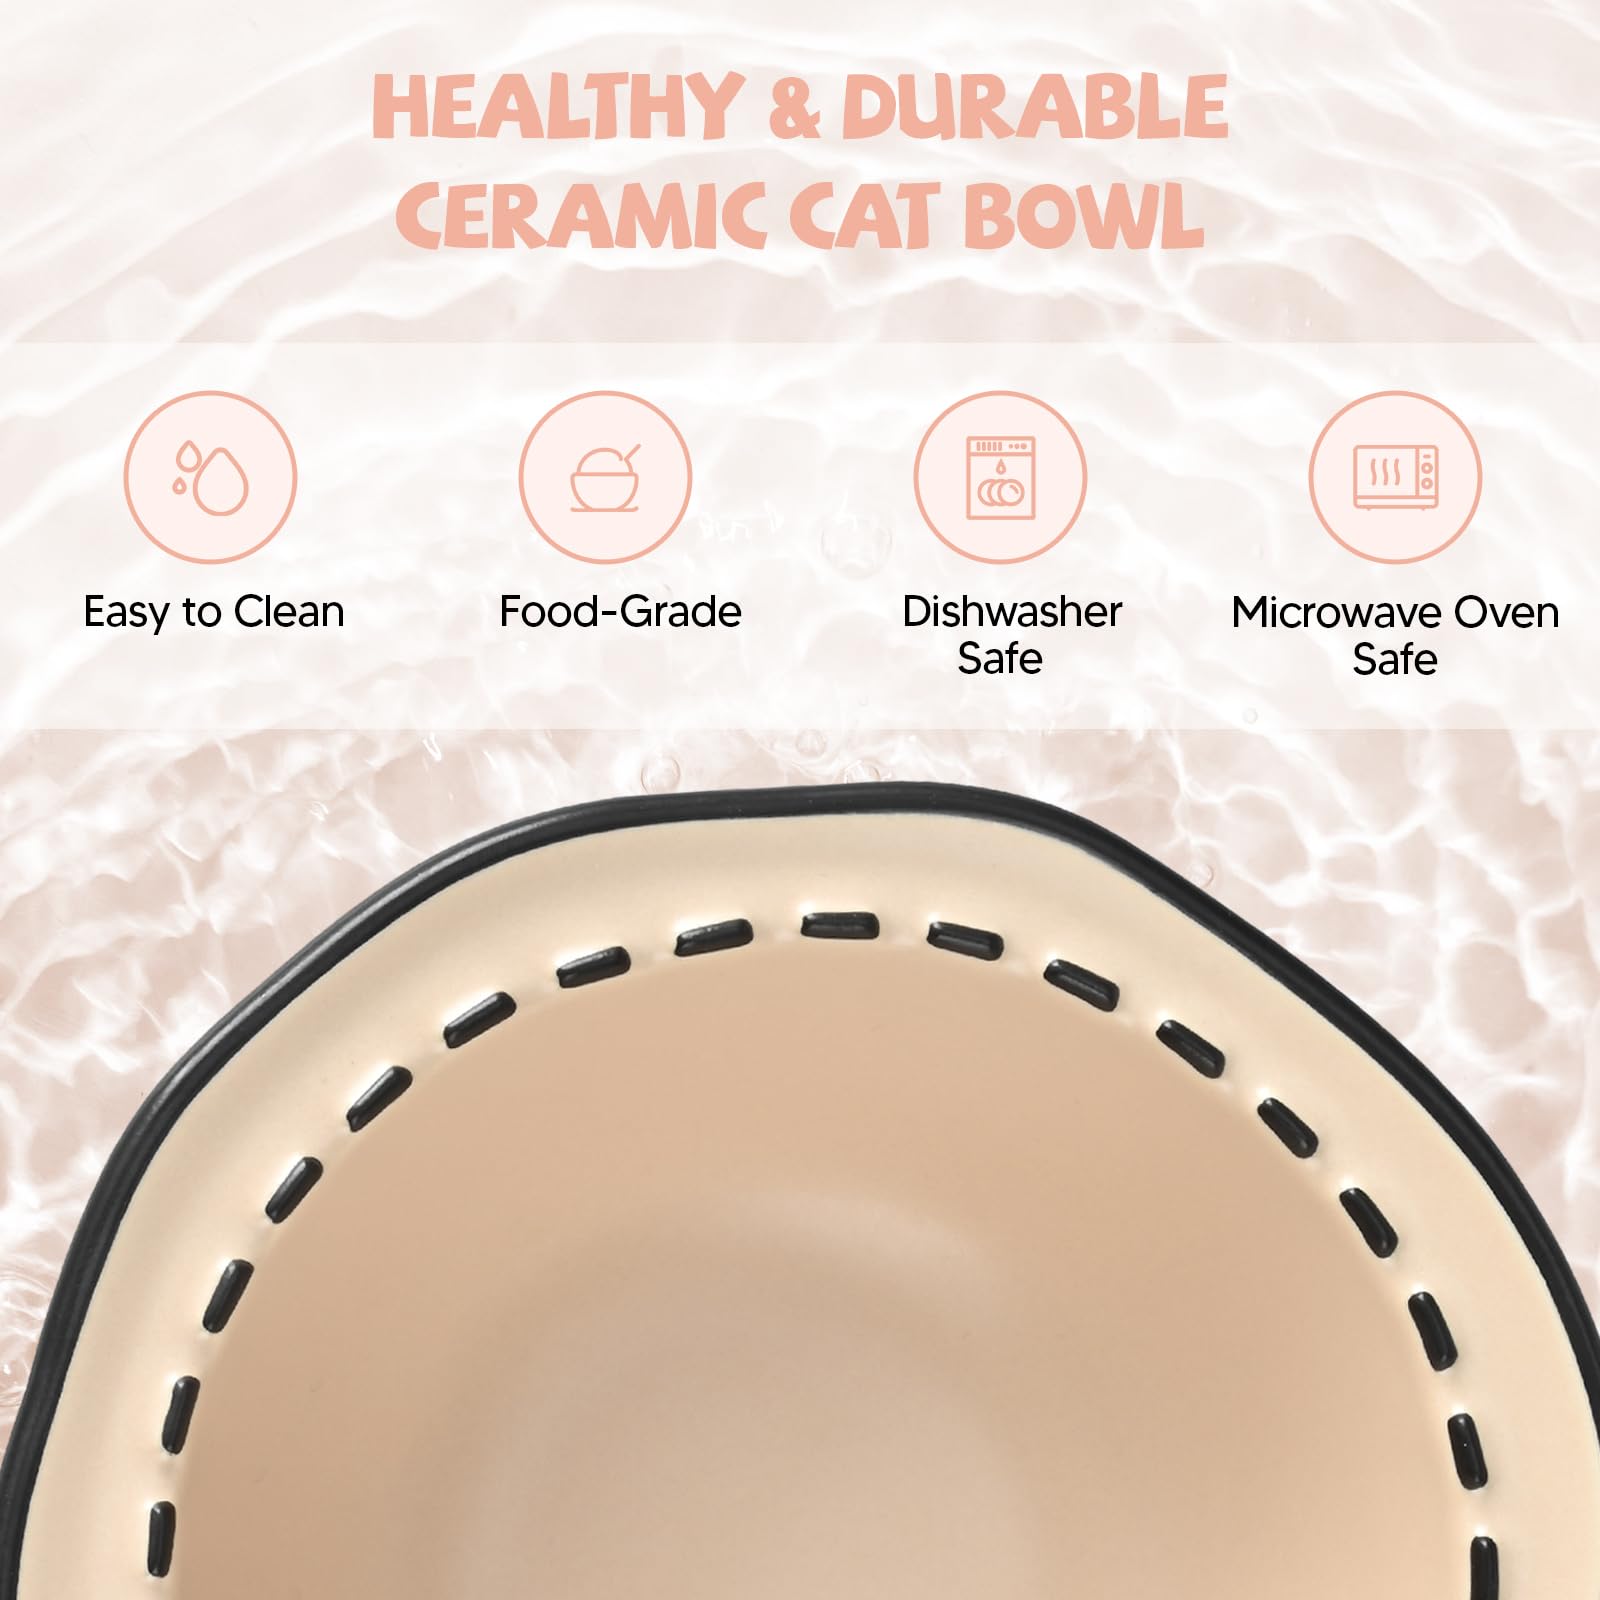 HEALTHY & DURABLE
CERAMIC CAT BOWL
Easy to Clean
Food-Grade
Dishwasher
Safe
Microwave Oven
Safe